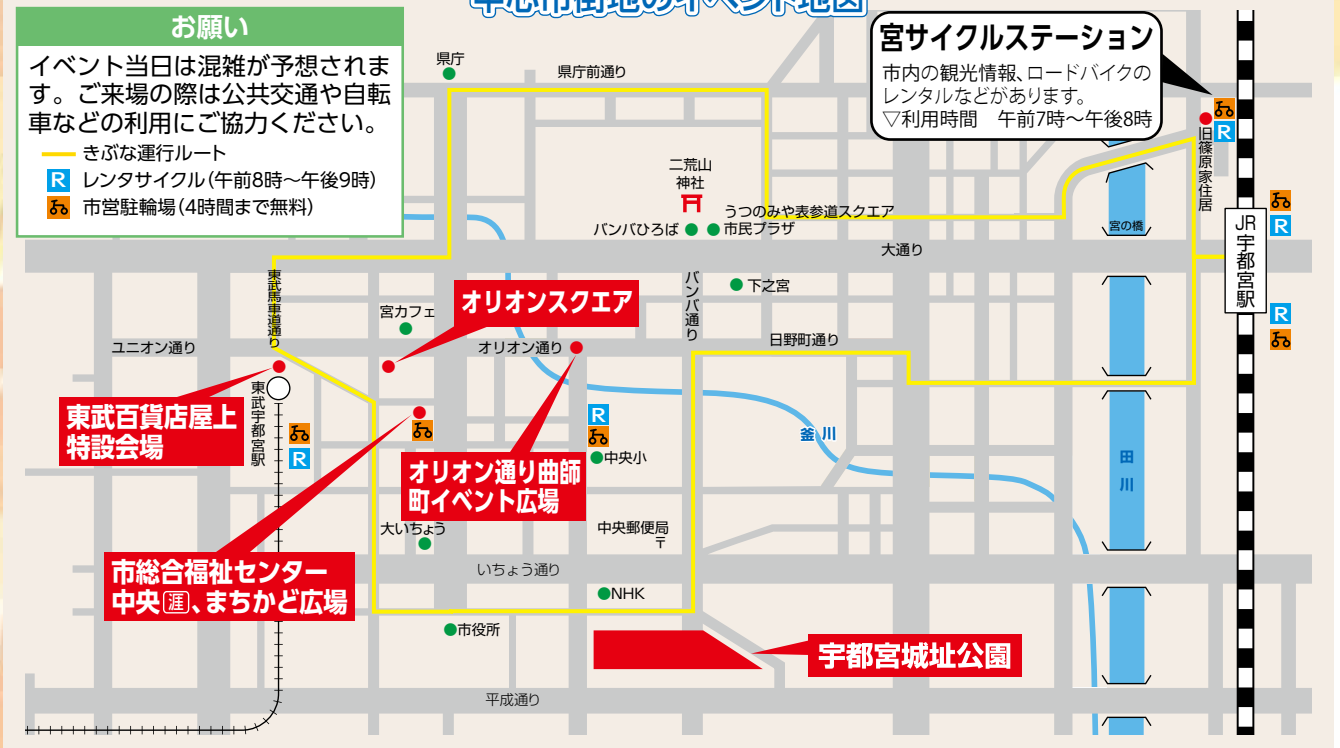 中心市街地のイベント地図
お願い
イベント当日は混雑が予想されま
す。ご来場の際は公共交通や自転
車などの利用にご協力ください。
きぶな運行ルート
R レンタサイクル(午前8時～午後9時)
市営駐輪場(4時間まで無料)
宮サイクルステーション
市内の観光情報、ロードバイクの
レンタルなどがあります。
▽利用時間　午前7時～午後8時
県庁
県庁前通り
R
旧篠原家住居
二荒山
神社
うつのみや表参道スクエア
バンバひろば
市民プラザ
宮の橋
R
JR宇都宮駅
大通り
東武馬車道通り
バンバ通り
下之宮
オリオンスクエア
宮カフェ
R
ユニオン通り
オリオン通り
日野町通り
東武宇都宮駅
東武百貨店屋上
特設会場
R
R
釜川
田川
中央小
オリオン通り曲師
町イベント広場
大いちょう
中央郵便局
〒
市総合福祉センター
中央生涯、まちかど広場
いちょう通り
NHK
市役所
宇都宮城址公園
平成通り